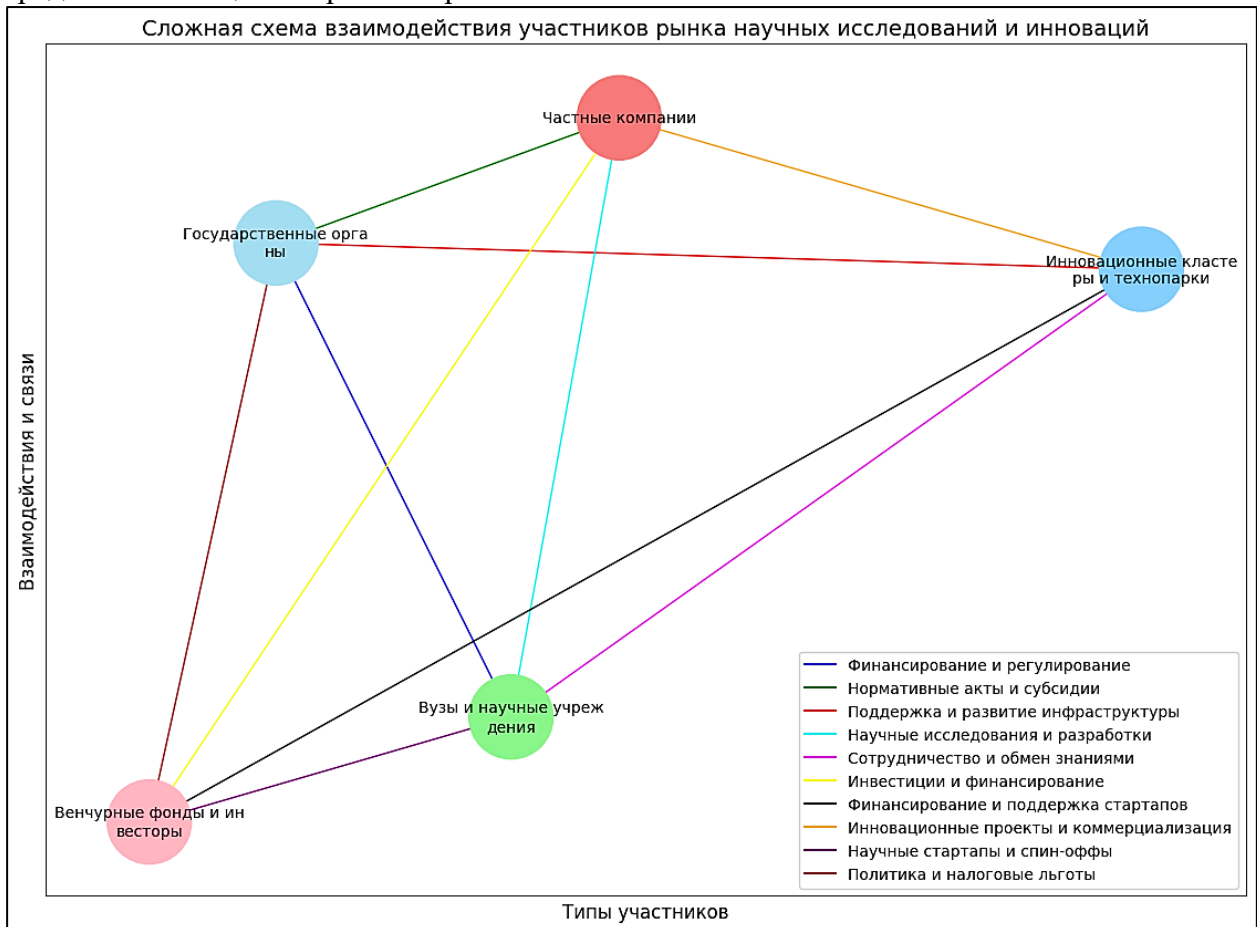 Сложная схема взаимодействия участников рынка научных исследований и инноваций
Частные компании
Государственные орга
ны
Инновационные класте
ры и технопарки
Взаимодействия и связи
Вузы и научные учреж
дения
Венчурные фонды и ин
весторы
Финансирование и регулирование
Нормативные акты и субсидии
Поддержка и развитие инфраструктуры
Научные исследования и разработки
Сотрудничество и обмен знаниями
Инвестиции и финансирование
Финансирование и поддержка стартапов
Инновационные проекты и коммерциализация
Научные стартапы и спин-оффы
Политика и налоговые льготы
Типы участников